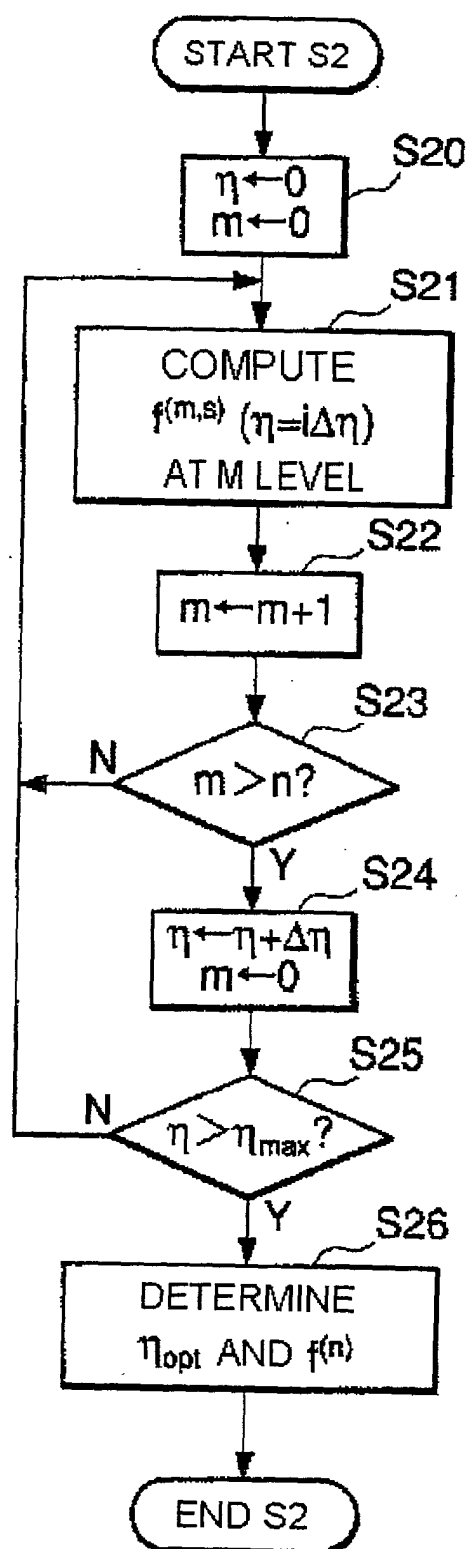 START S2
S20
η←0
m←0
S21
COMPUTE
f(m,s) (η=iΔη)
AT M LEVEL
S22
m←m+1
S23
N
m>n?
Y
S24
η←η+Δη
m←0
S25
N
η>ηmax?
Y
S26
DETERMINE
ηopt AND f(n)
END S2